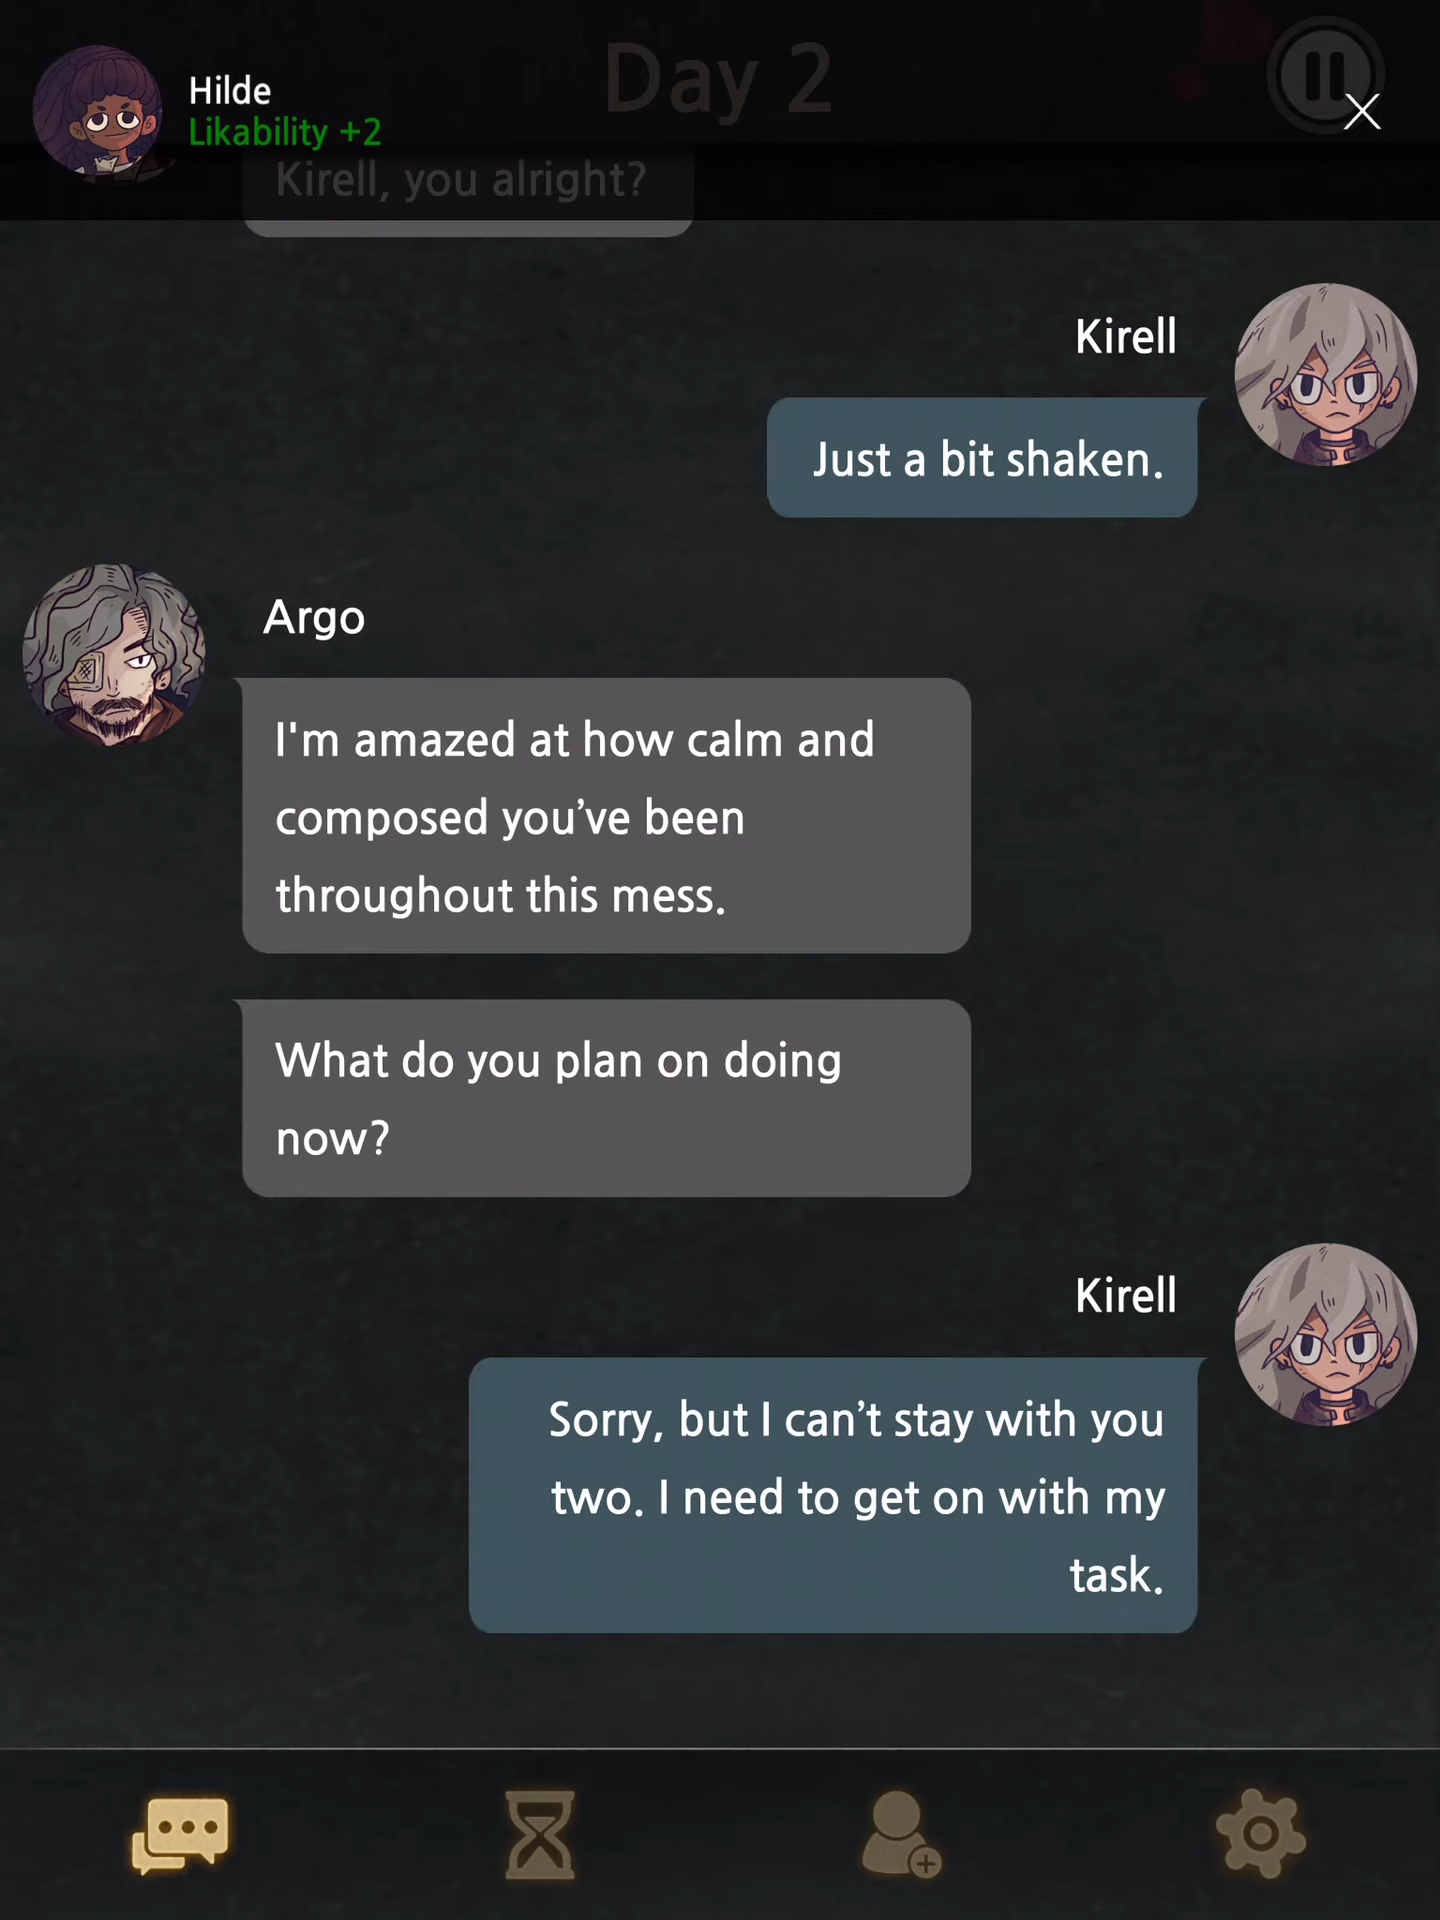 Day 2
Hilde
Likability +2
Kirell, you alright?
Kirell
Just a bit shaken.
Argo
I'm amazed at how calm and
composed you’ve been
throughout this mess.
What do you plan on doing
now?
Kirell
Sorry, but I can’t stay with you
two. I need to get on with my
task.